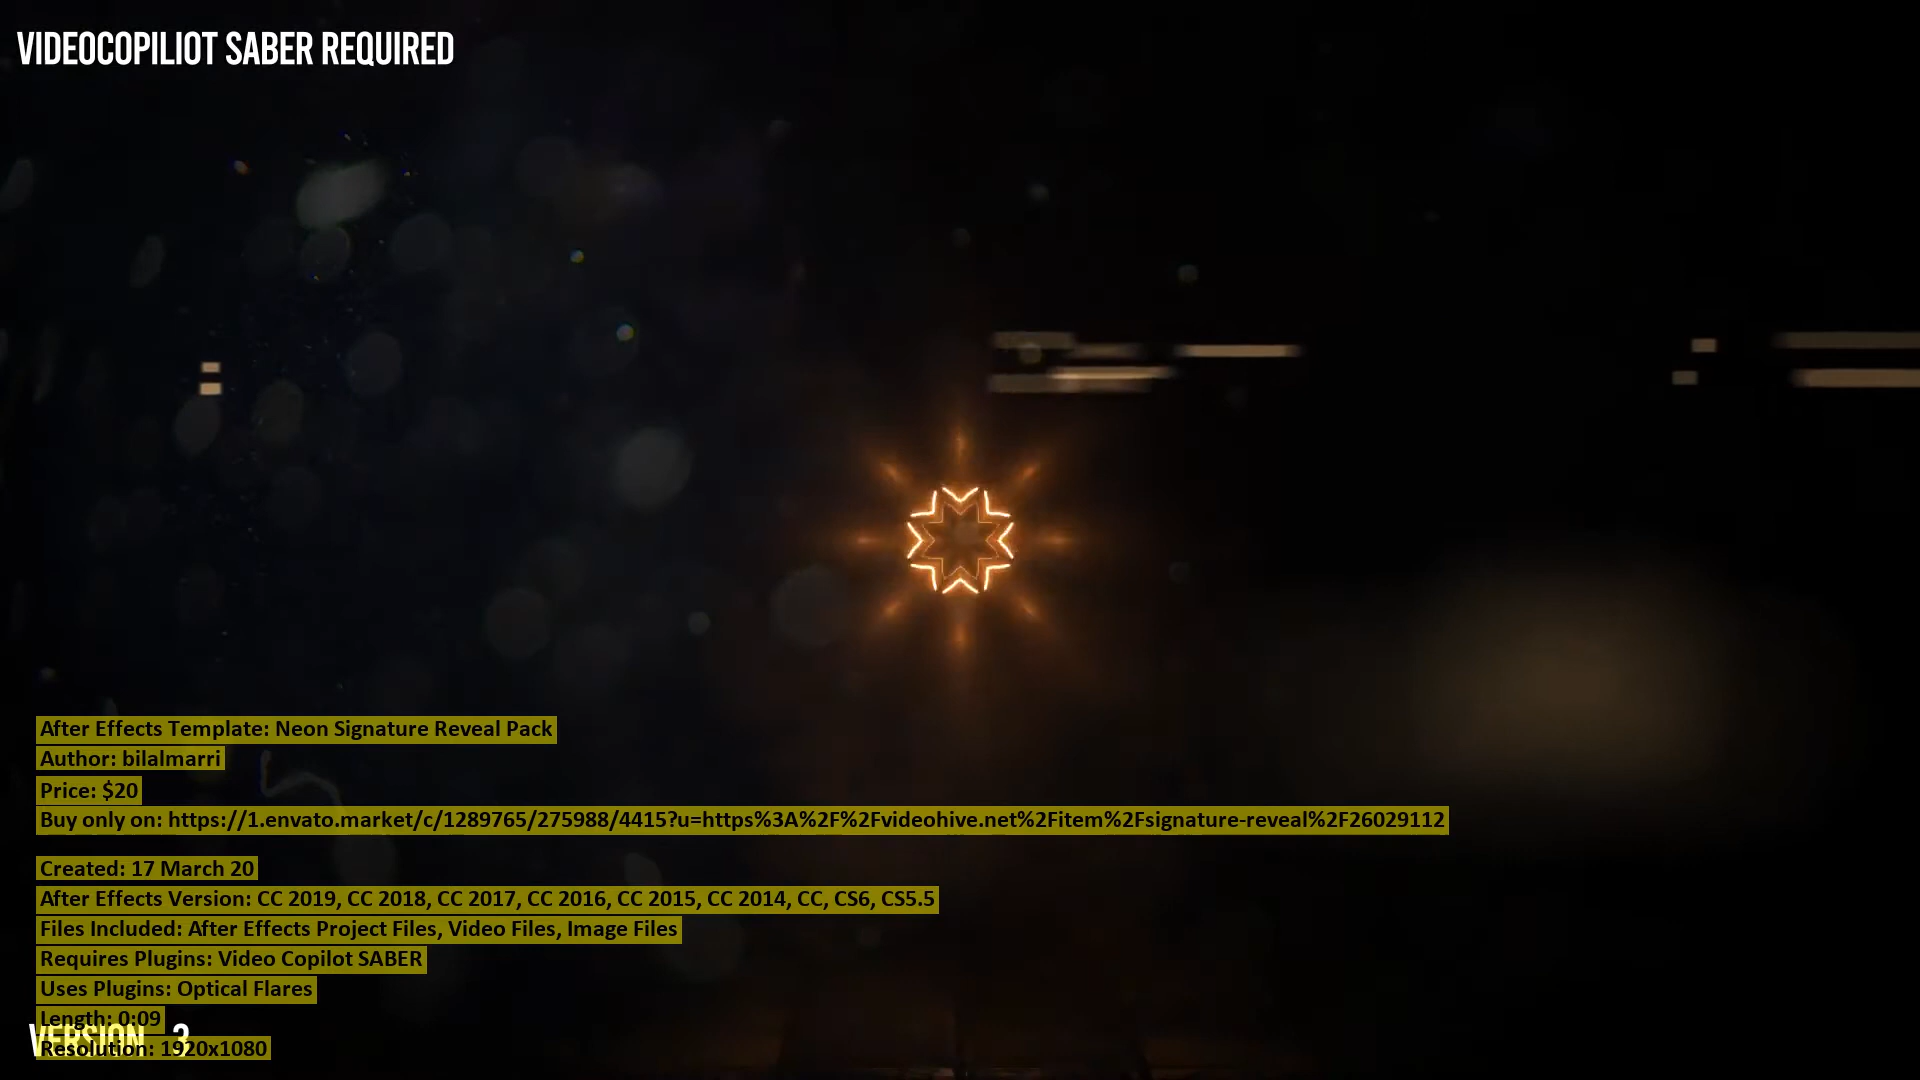 VIDEOCOPILIOT SABER REQUIRED
After Effects Template: Neon Signature Reveal Pack
Author: bilalmarri
Price: $20
Buy only on: https://1.envato.market/c/1289765/275988/4415?u=https%3A%2F%2Fvideohive.net%2Fitem%2Fsignature-reveal%2F26029112
Created: 17 March 20
After Effects Version: CC 2019, CC 2018, CC 2017, CC 2016, CC 2015, CC 2014, CC, CS6, CS5.5
Files Included: After Effects Project Files, Video Files, Image Files
Requires Plugins: Video Copilot SABER
Uses Plugins: Optical Flares
Length: 0:09
VERSION 3
Resolution: 1920x1080